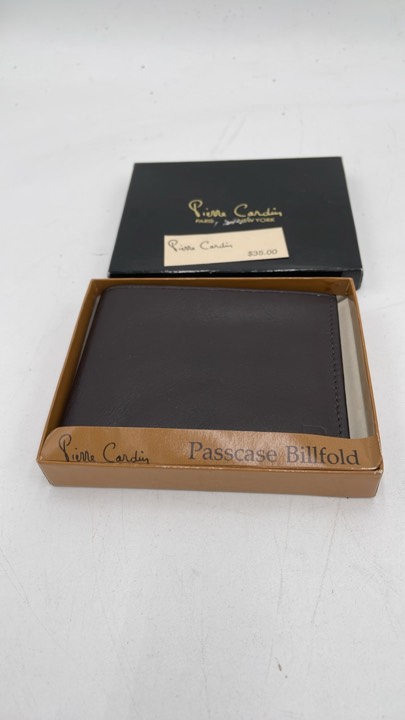 Pierre Cardin
PARIS, NEW YORK
Pierre Cardin
$35.00
Pierre Cardin Passcase Billfold